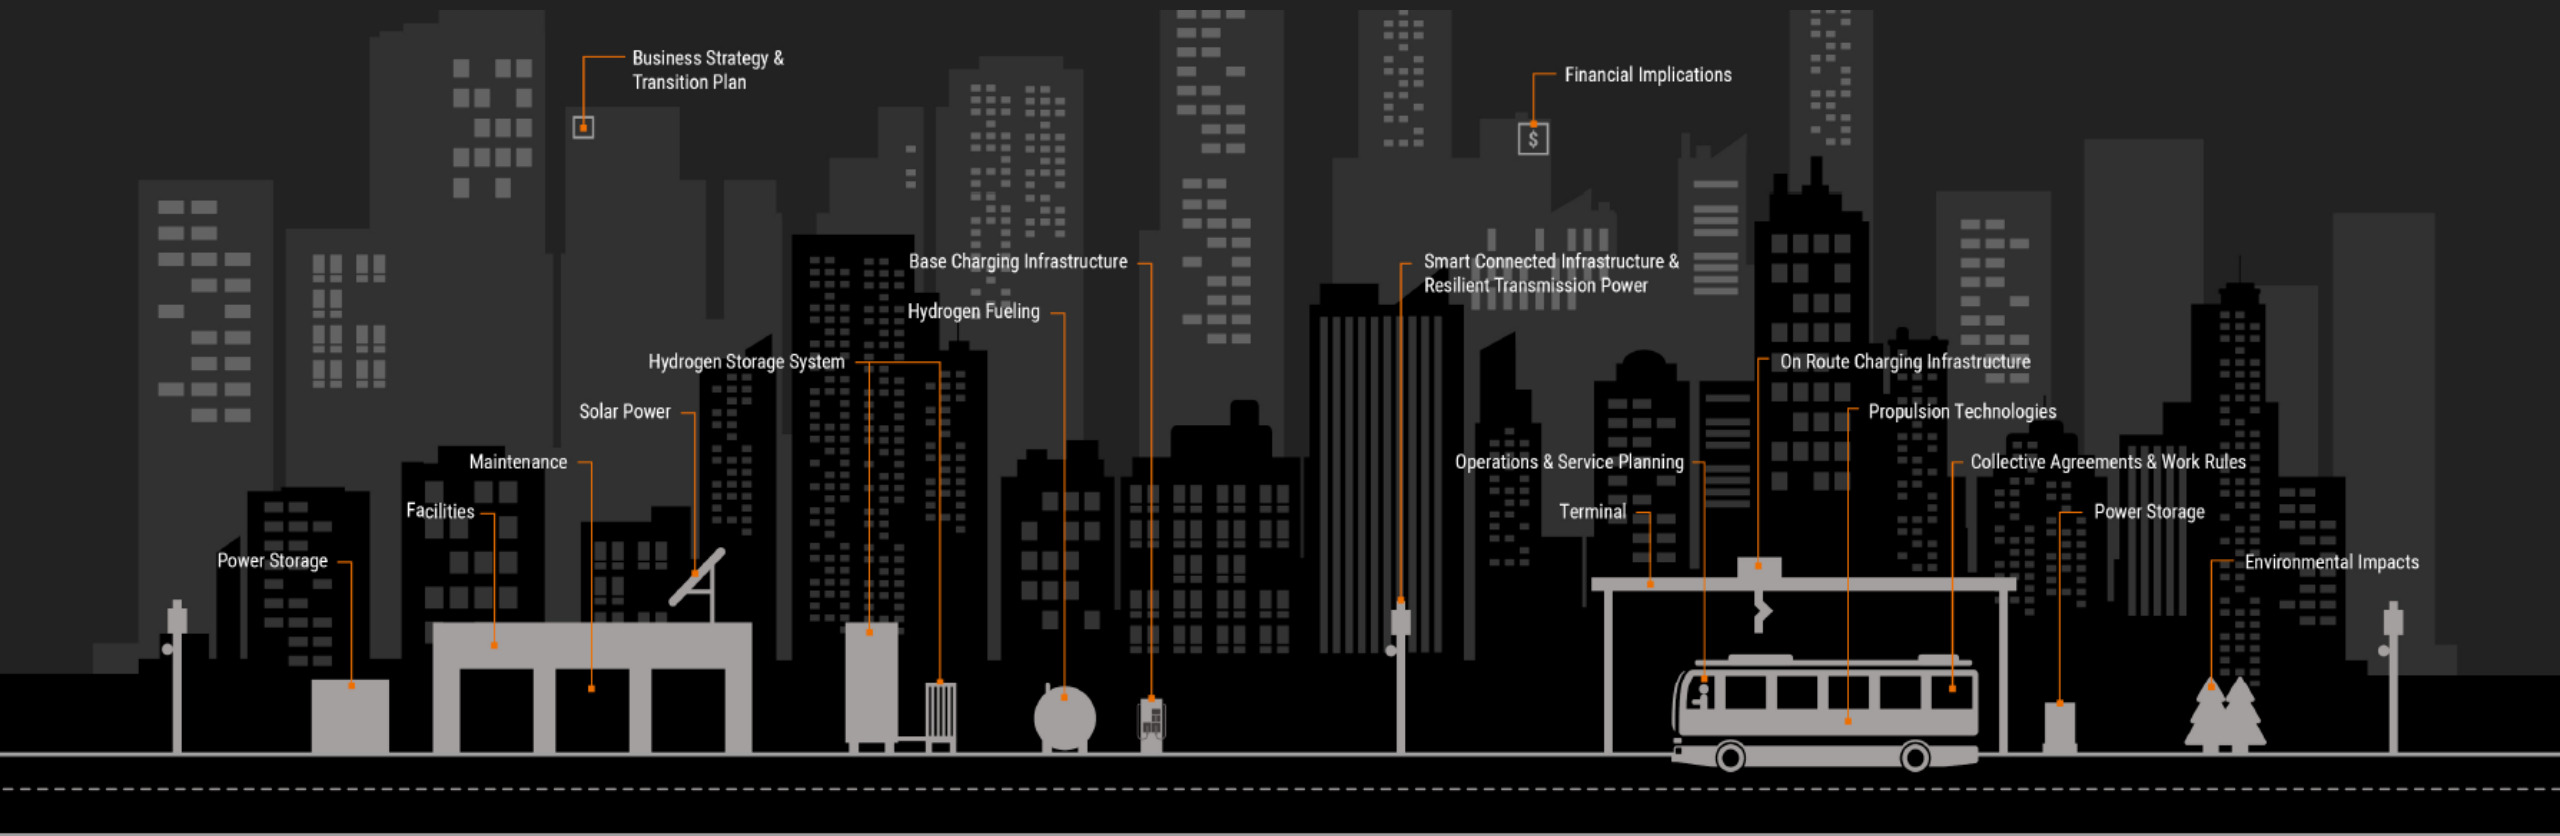 Business Strategy &
Transition Plan
Financial Implications
$
Base Charging Infrastructure
Smart Connected Infrastructure &
Resilient Transmission Power
Hydrogen Fueling
Hydrogen Storage System
On Route Charging Infrastructure
Solar Power
Propulsion Technologies
Maintenance
Operations & Service Planning
Collective Agreements & Work Rules
Facilities
Terminal
Power Storage
Power Storage
Environmental Impacts